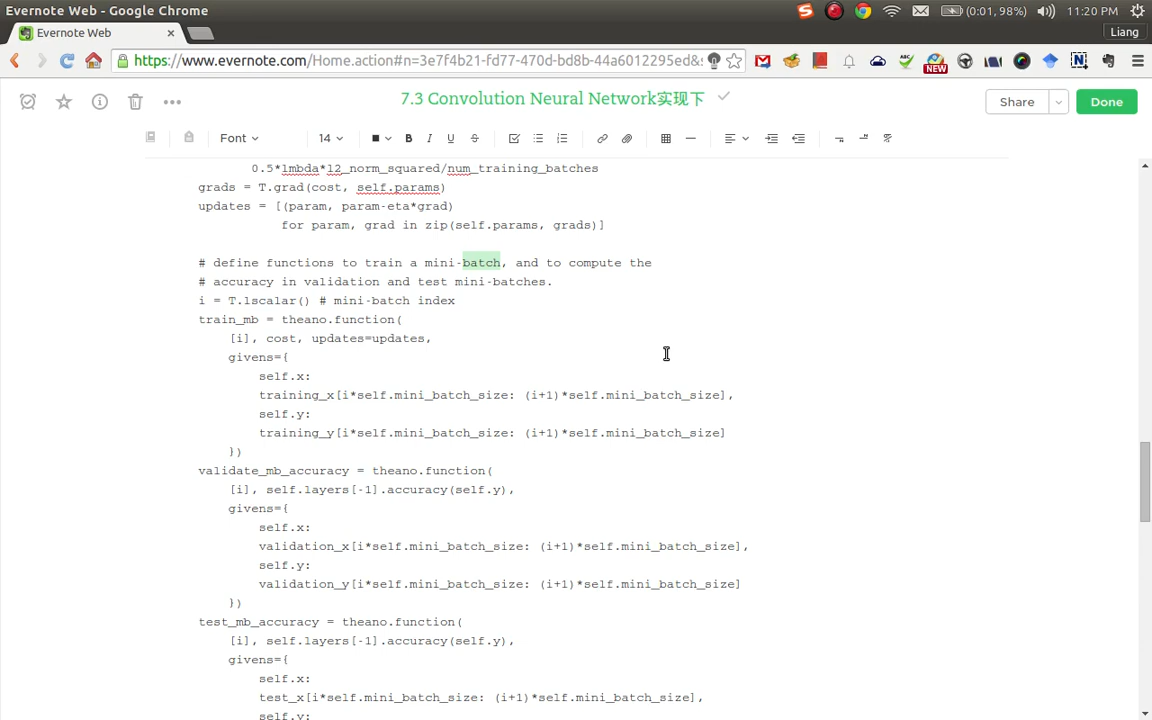 Evernote Web - Google Chrome
(0:01, 98%)
11:20 PM
Evernote Web
Liang
https://www.evernote.com/Home.action#n=3e7f4b21-fd77-470d-bd8b-44a6012295ed&s
NEW
7.3 Convolution Neural Network实现下
Share
Done
Font
14
B
I
U
S
0.5*lmbda*l2_norm_squared/num_training_batches
grads = T.grad(cost, self.params)
updates = [(param, param-eta*grad)
for param, grad in zip(self.params, grads)]
# define functions to train a mini-batch, and to compute the
# accuracy in validation and test mini-batches.
i = T.lscalar() # mini-batch index
train_mb = theano.function(
[i], cost, updates=updates,
givens={
self.x:
training_x[i*self.mini_batch_size: (i+1)*self.mini_batch_size],
self.y:
training_y[i*self.mini_batch_size: (i+1)*self.mini_batch_size]
})
validate_mb_accuracy = theano.function(
[i], self.layers[-1].accuracy(self.y),
givens={
self.x:
validation_x[i*self.mini_batch_size: (i+1)*self.mini_batch_size],
self.y:
validation_y[i*self.mini_batch_size: (i+1)*self.mini_batch_size]
})
test_mb_accuracy = theano.function(
[i], self.layers[-1].accuracy(self.y),
givens={
self.x:
test_x[i*self.mini_batch_size: (i+1)*self.mini_batch_size],
self.y: